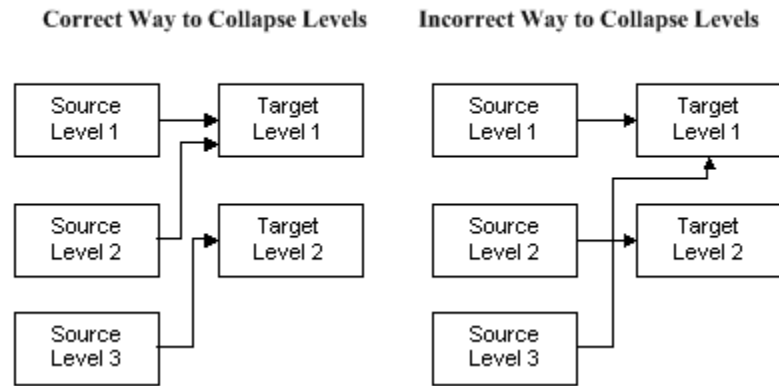 Correct Way to Collapse Levels
Source
Level 1
Target
Level 1
Source
Level 2
Target
Level 2
Source
Level 3
Incorrect Way to Collapse Levels
Source
Level 1
Target
Level 1
Source
Level 2
Target
Level 2
Source
Level 3